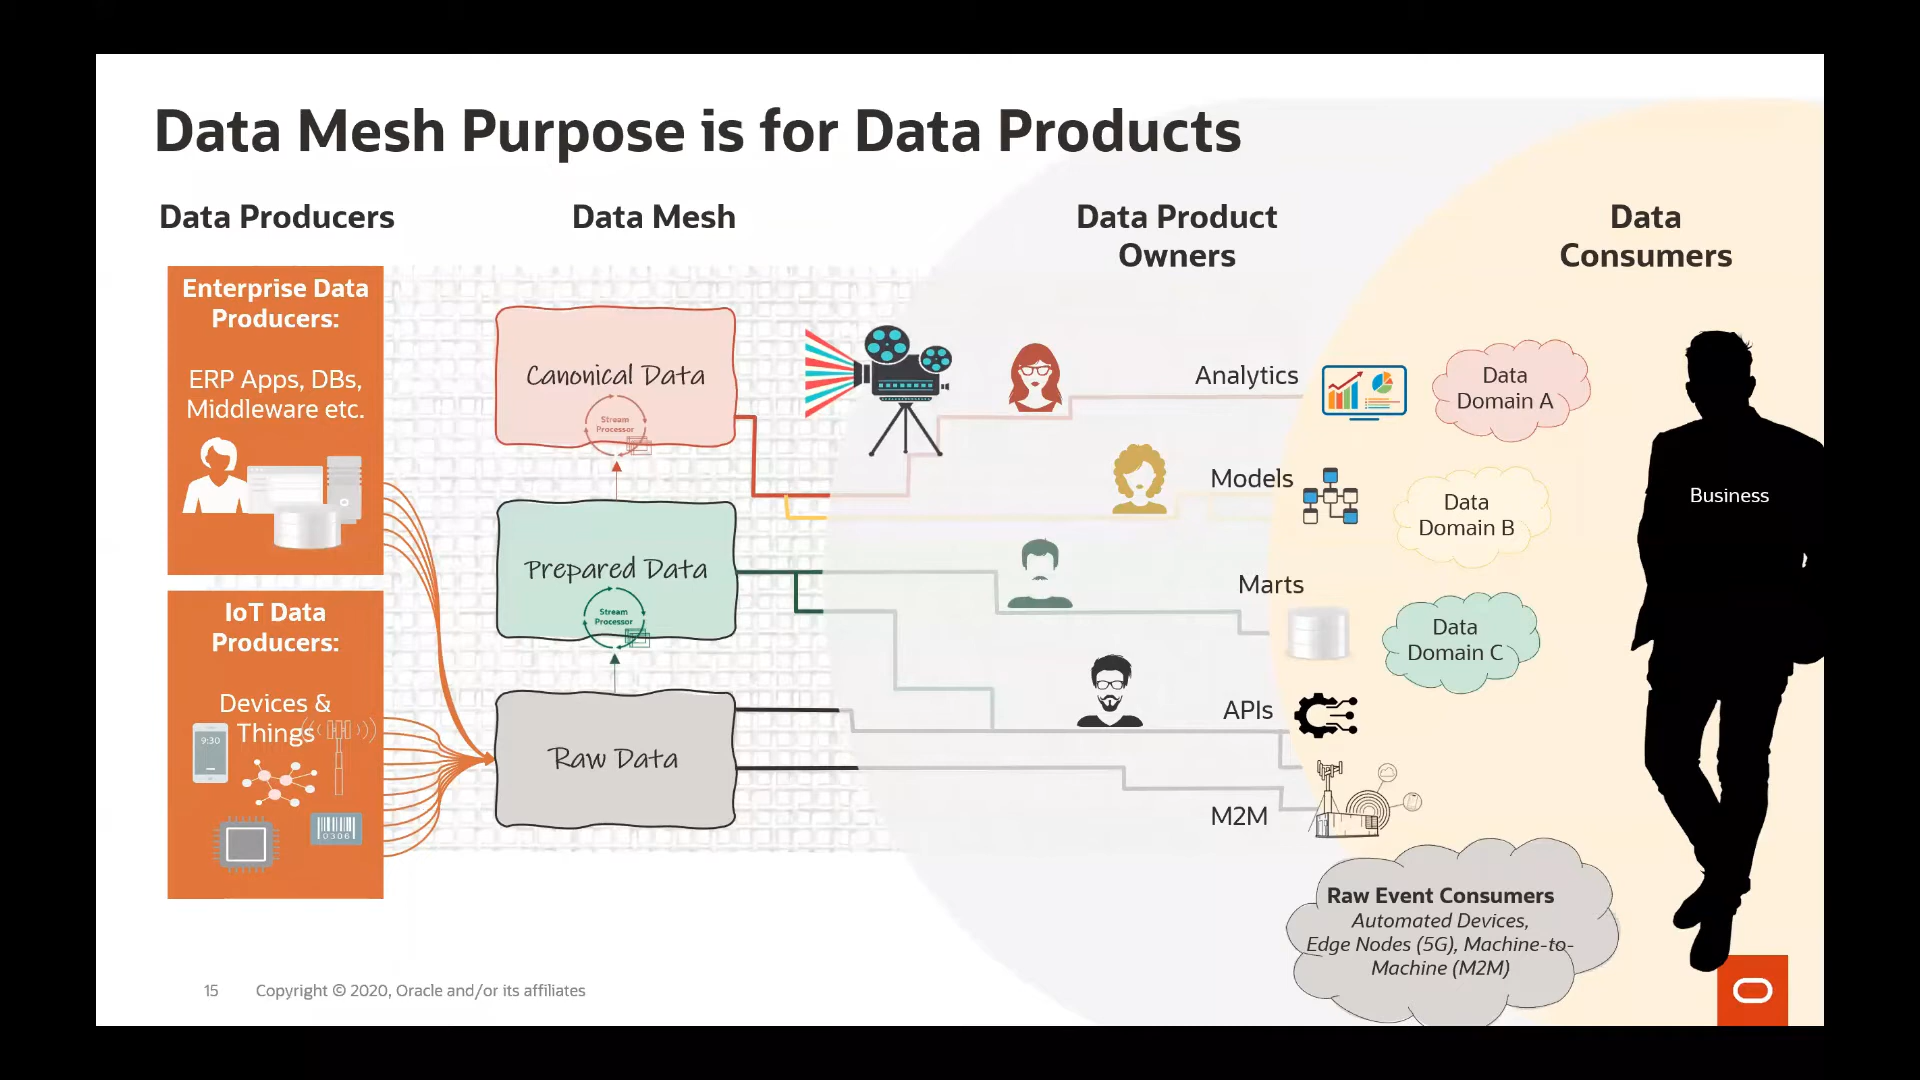 Data Mesh Purpose is for Data Products
Data Producers
Data Mesh
Data Product
Owners
Data
Consumers
Enterprise Data
Producers:
ERP Apps, DBs,
Middleware etc.
IoT Data
Producers:
Devices &
Things
9:30
0306
Canonical Data
Stream
Processor
Prepared Data
Stream
Processor
Raw Data
Analytics
Models
Marts
APIs
M2M
Data
Domain A
Data
Domain B
Data
Domain C
Business
Raw Event Consumers
Automated Devices,
Edge Nodes (5G), Machine-to-
Machine (M2M)
15
Copyright © 2020, Oracle and/or its affiliates